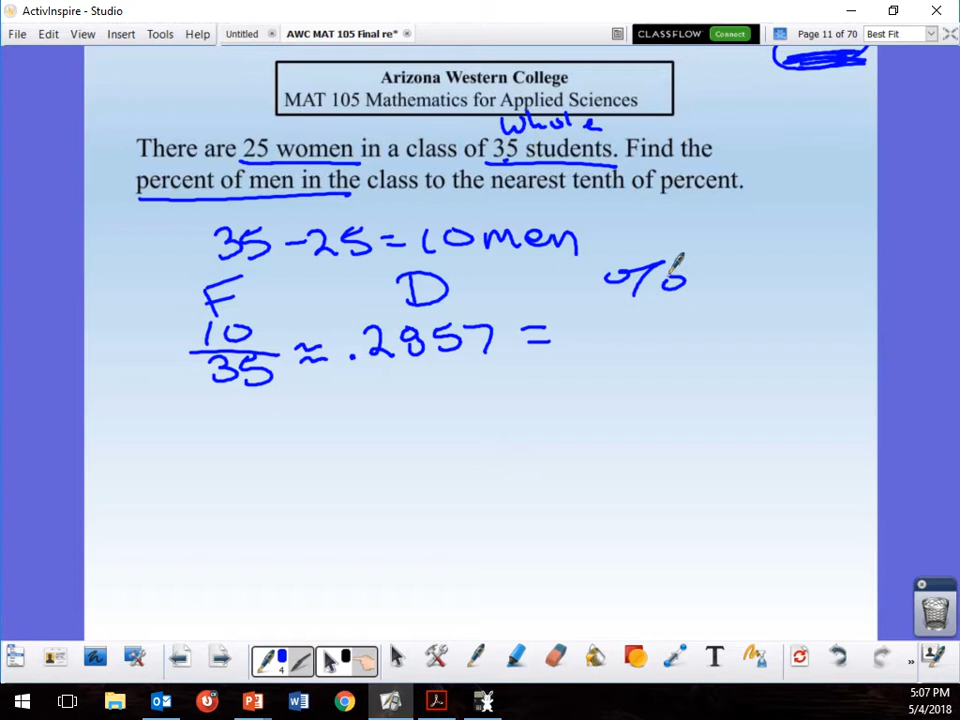 ActivInspire - Studio
File Edit View Insert Tools Help Untitled AWC MAT 105 Final re* CLASSFLOW Connect Page 11 of 70 Best Fit
Arizona Western College
MAT 105 Mathematics for Applied Sciences
whole
There are 25 women in a class of 35 students. Find the
percent of men in the class to the nearest tenth of percent.
35 - 25 = 10 men
F D %
10
35 ≈ .2857 =
4 T »
5:07 PM
5/4/2018